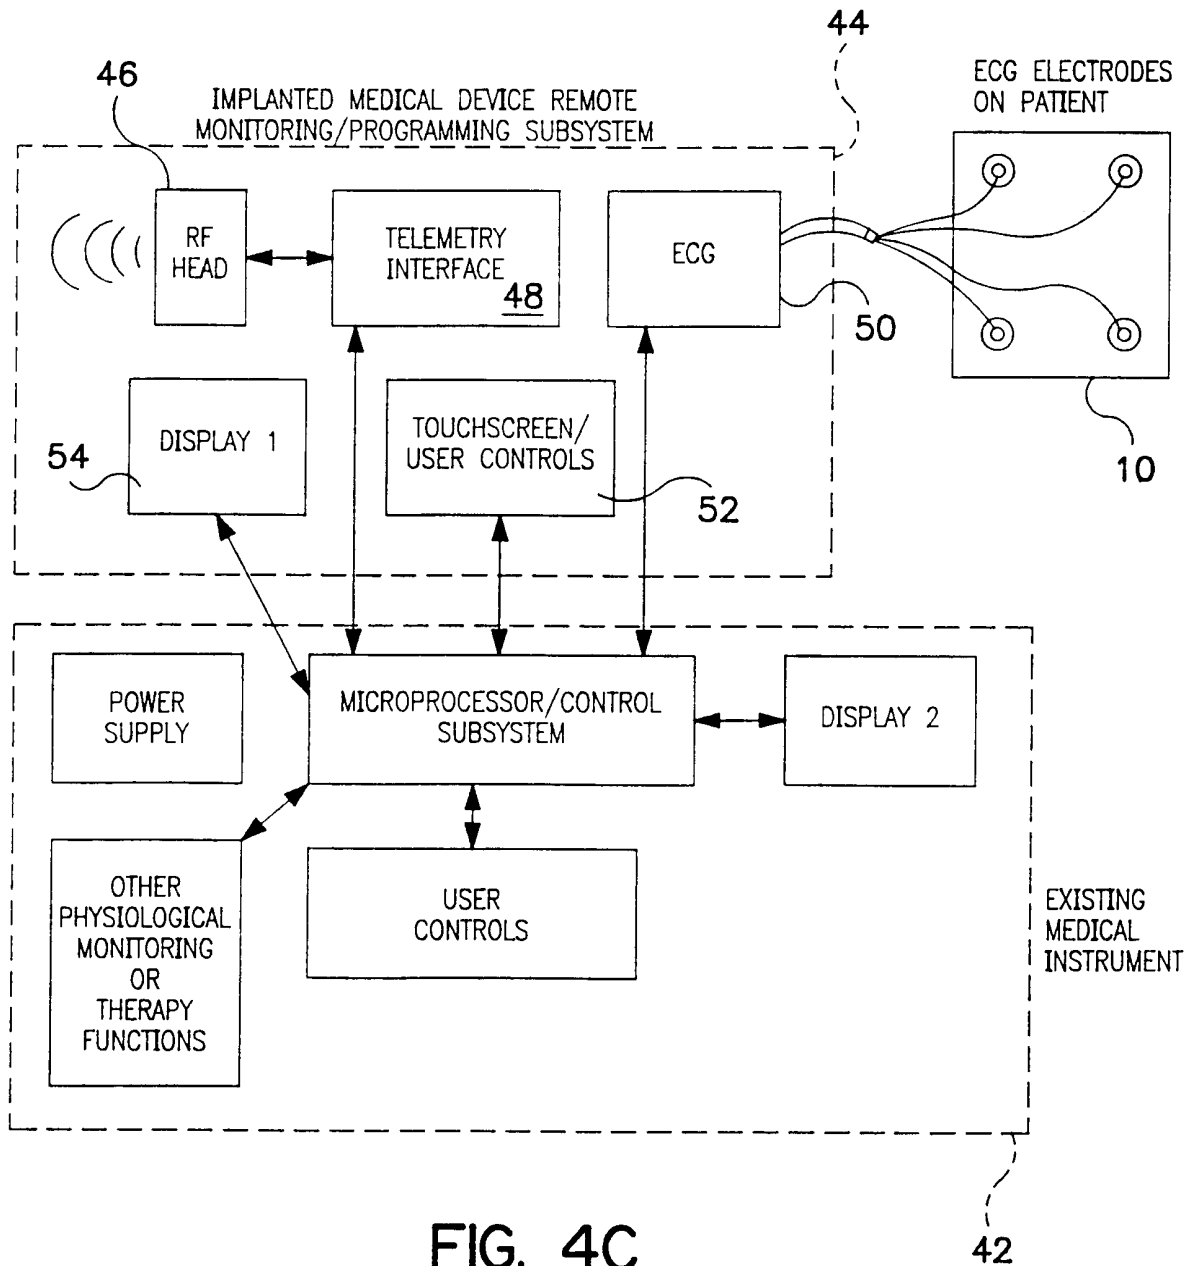 44
46
IMPLANTED MEDICAL DEVICE REMOTE
MONITORING/PROGRAMMING SUBSYSTEM
ECG ELECTRODES
ON PATIENT
RF
HEAD
TELEMETRY
INTERFACE
48
ECG
50
10
DISPLAY 1
54
TOUCHSCREEN/
USER CONTROLS
52
POWER
SUPPLY
MICROPROCESSOR/CONTROL
SUBSYSTEM
DISPLAY 2
OTHER
PHYSIOLOGICAL
MONITORING
OR
THERAPY
FUNCTIONS
USER
CONTROLS
EXISTING
MEDICAL
INSTRUMENT
42
FIG. 4C